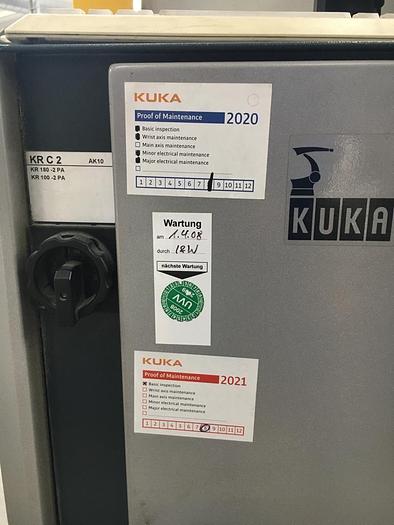 KUKA
Proof of Maintenance 2020
Basic inspection
Wrist axis maintenance
Main axis maintenance
Minor electrical maintenance
Major electrical maintenance
1 2 3 4 5 6 7 8 9 10 11 12
KR C 2 AK10
KR 180 -2 PA
KR 100 -2 PA
KUKA
Wartung
am 1.4.08
durch
nächste Wartung
UVV
2009
KUKA
Proof of Maintenance 2021
Basic inspection
Wrist axis maintenance
Main axis maintenance
Minor electrical maintenance
Major electrical maintenance
1 2 3 4 5 6 7 8 9 10 11 12